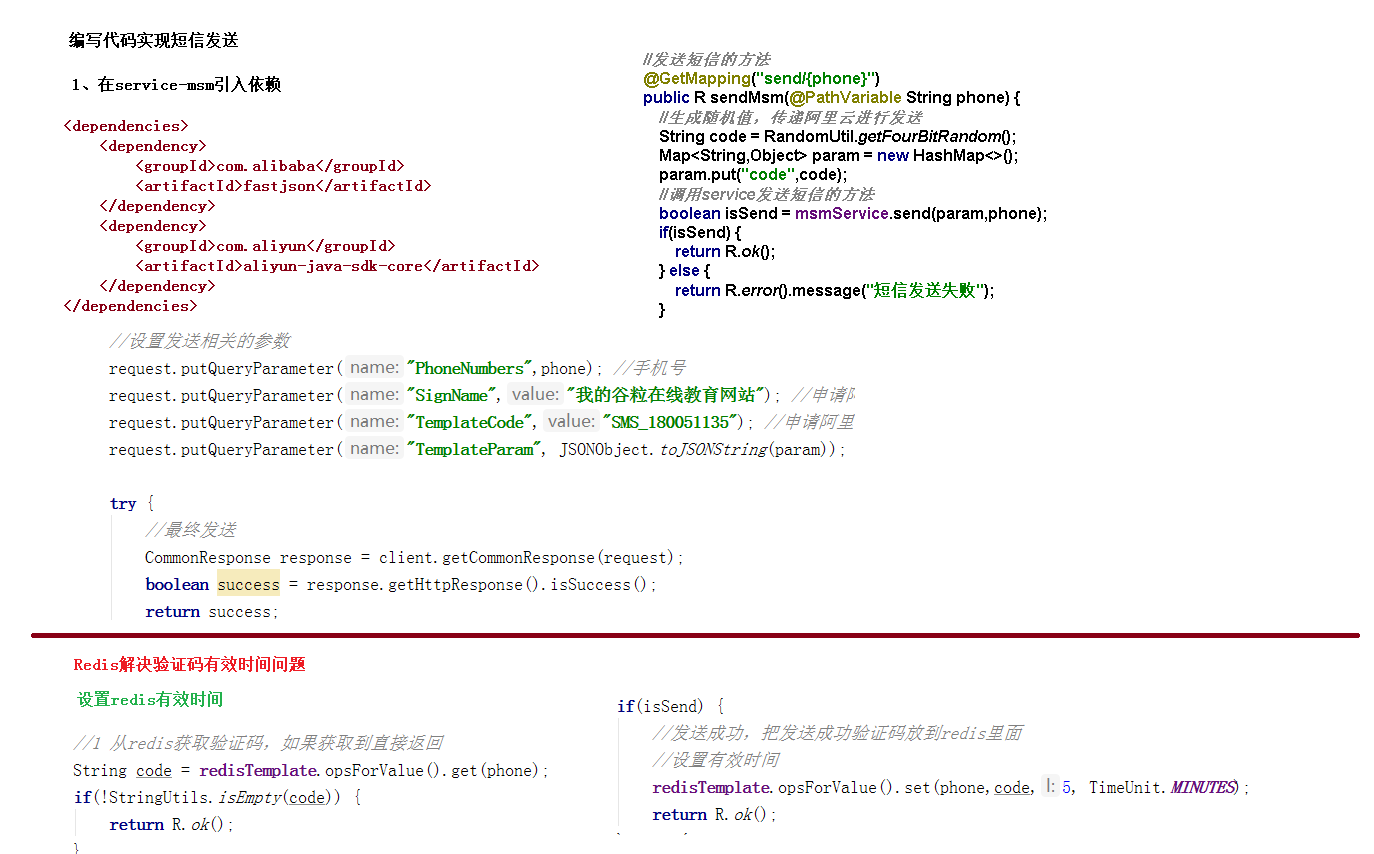 编写代码实现短信发送
1、在service-msm引入依赖
<dependencies>
<dependency>
<groupId>com.alibaba</groupId>
<artifactId>fastjson</artifactId>
</dependency>
<dependency>
<groupId>com.aliyun</groupId>
<artifactId>aliyun-java-sdk-core</artifactId>
</dependency>
</dependencies>
//发送短信的方法
@GetMapping("send/{phone}")
public R sendMsm(@PathVariable String phone) {
//生成随机值，传递阿里云进行发送
String code = RandomUtil.getFourBitRandom();
Map<String,Object> param = new HashMap<>();
param.put("code",code);
//调用service发送短信的方法
boolean isSend = msmService.send(param,phone);
if(isSend) {
return R.ok();
} else {
return R.error().message("短信发送失败");
}
//设置发送相关的参数
request.putQueryParameter( name: "PhoneNumbers",phone); //手机号
request.putQueryParameter( name: "SignName", value: "我的谷粒在线教育网站"); //申请
request.putQueryParameter( name: "TemplateCode", value: "SMS_180051135"); //申请阿里
request.putQueryParameter( name: "TemplateParam", JSONObject.toJSONString(param));
try {
//最终发送
CommonResponse response = client.getCommonResponse(request);
boolean success = response.getHttpResponse().isSuccess();
return success;
Redis解决验证码有效时间问题
设置redis有效时间
//1 从redis获取验证码，如果获取到直接返回
String code = redisTemplate.opsForValue().get(phone);
if(!StringUtils.isEmpty(code)) {
return R.ok();
}
if(isSend) {
//发送成功，把发送成功验证码放到redis里面
//设置有效时间
redisTemplate.opsForValue().set(phone,code, l: 5, TimeUnit.MINUTES);
return R.ok();